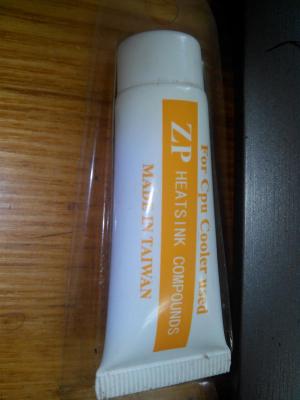 For Cpu Cooler used
ZP HEATSINK COMPOUNDS
MADE IN TAIWAN